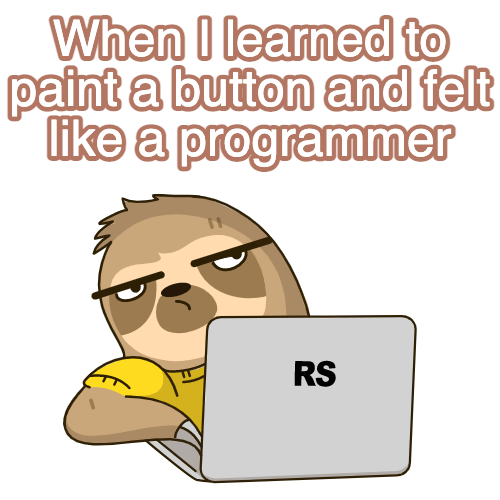 When I learned to
paint a button and felt
like a programmer
RS